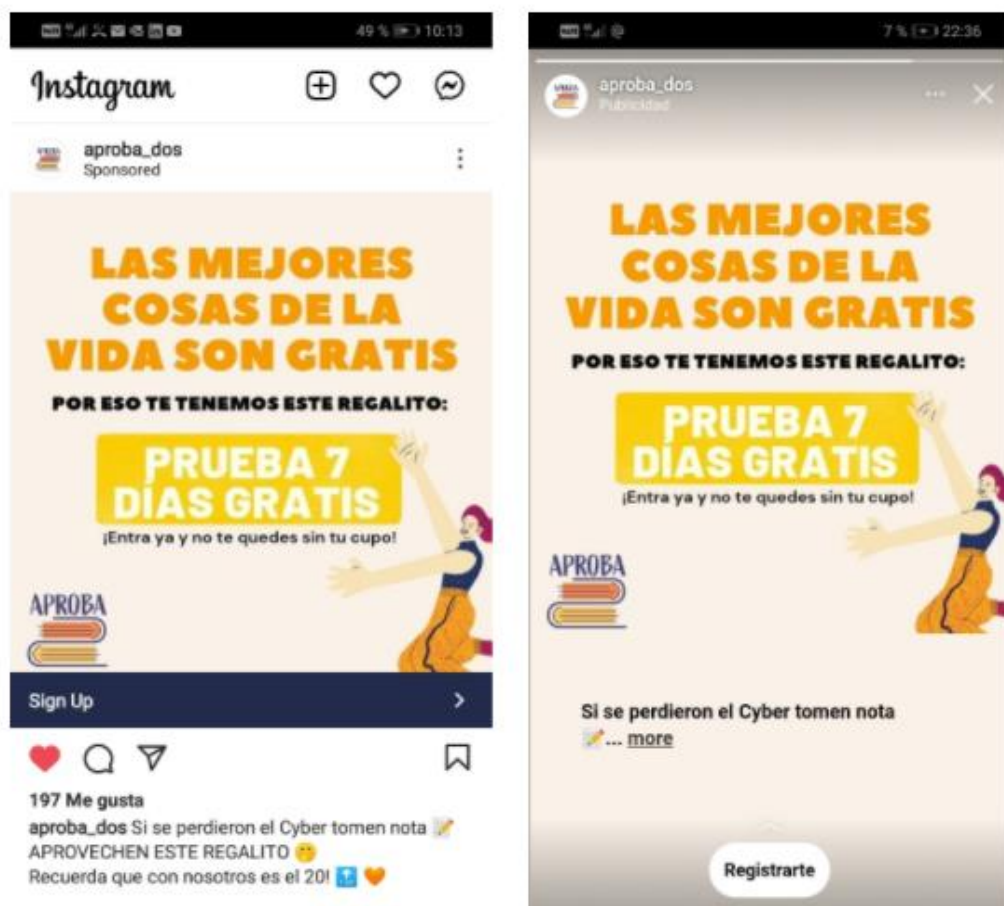 49 % 10:13
Instagram
aproba_dos
Sponsored
LAS MEJORES
COSAS DE LA
VIDA SON GRATIS
POR ESO TE TENEMOS ESTE REGALITO:
PRUEBA 7
DÍAS GRATIS
¡Entra ya y no te quedes sin tu cupo!
APROBA
Sign Up
197 Me gusta
aproba_dos Si se perdieron el Cyber tomen nota 📝
APROVECHEN ESTE REGALITO 🤭
Recuerda que con nosotros es el 20! 🧡
7 % 22:36
aproba_dos
Publicidad
LAS MEJORES
COSAS DE LA
VIDA SON GRATIS
POR ESO TE TENEMOS ESTE REGALITO:
PRUEBA 7
DÍAS GRATIS
¡Entra ya y no te quedes sin tu cupo!
APROBA
Si se perdieron el Cyber tomen nota
📝... more
Registrarte